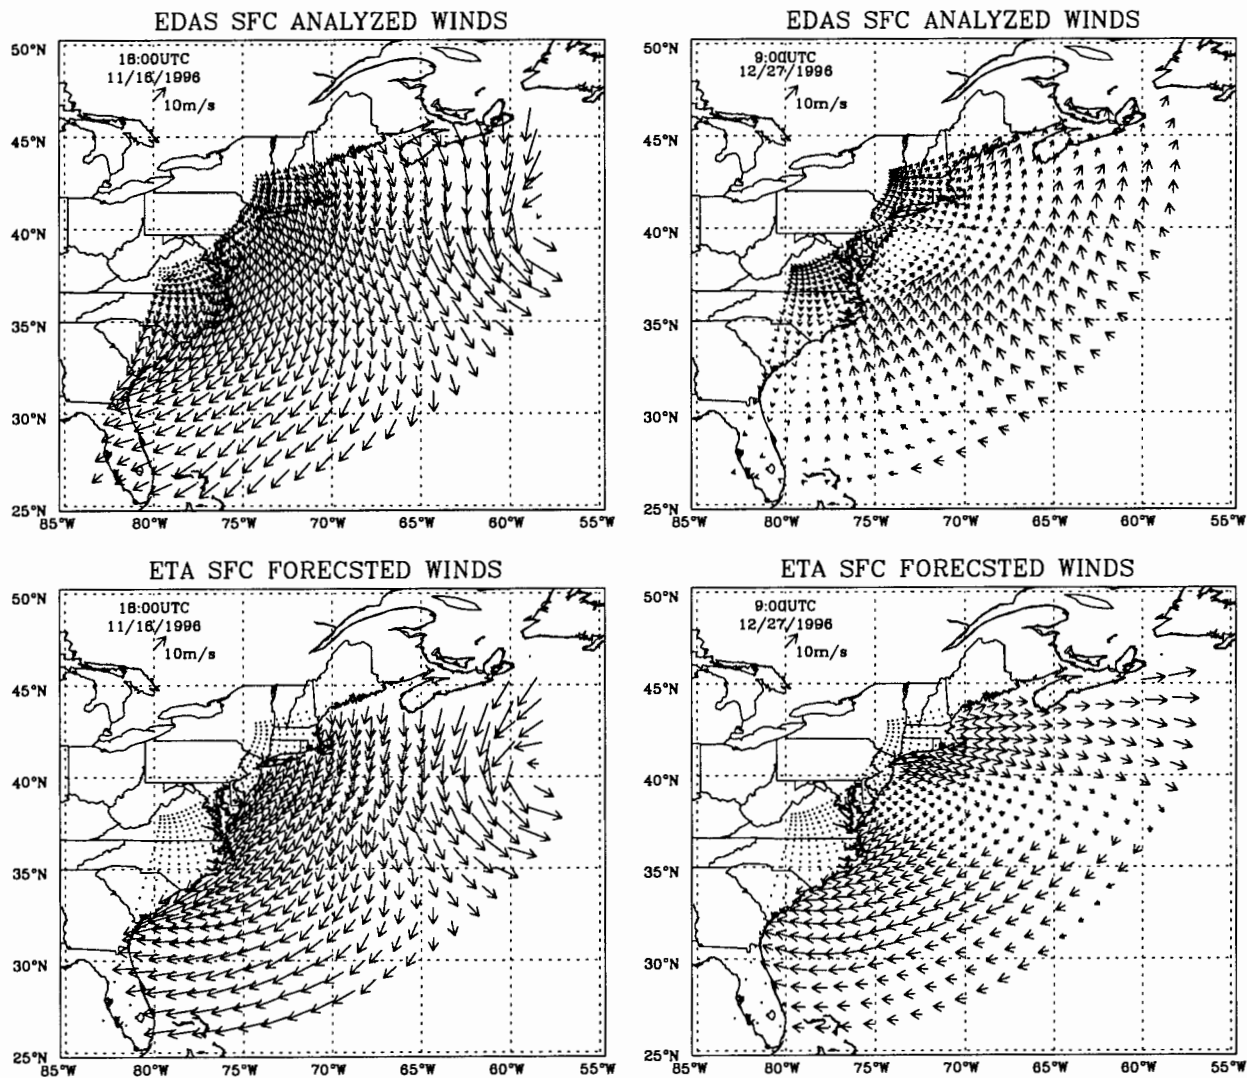 EDAS SFC ANALYZED WINDS
18:00UTC
11/16/1996
10m/s
50°N
45°N
40°N
35°N
30°N
25°N
85°W 80°W 75°W 70°W 65°W 60°W 55°W
EDAS SFC ANALYZED WINDS
9:00UTC
12/27/1996
10m/s
50°N
45°N
40°N
35°N
30°N
25°N
85°W 80°W 75°W 70°W 65°W 60°W 55°W
ETA SFC FORECSTED WINDS
18:00UTC
11/16/1996
10m/s
50°N
45°N
40°N
35°N
30°N
25°N
85°W 80°W 75°W 70°W 65°W 60°W 55°W
ETA SFC FORECSTED WINDS
9:00UTC
12/27/1996
10m/s
50°N
45°N
40°N
35°N
30°N
25°N
85°W 80°W 75°W 70°W 65°W 60°W 55°W